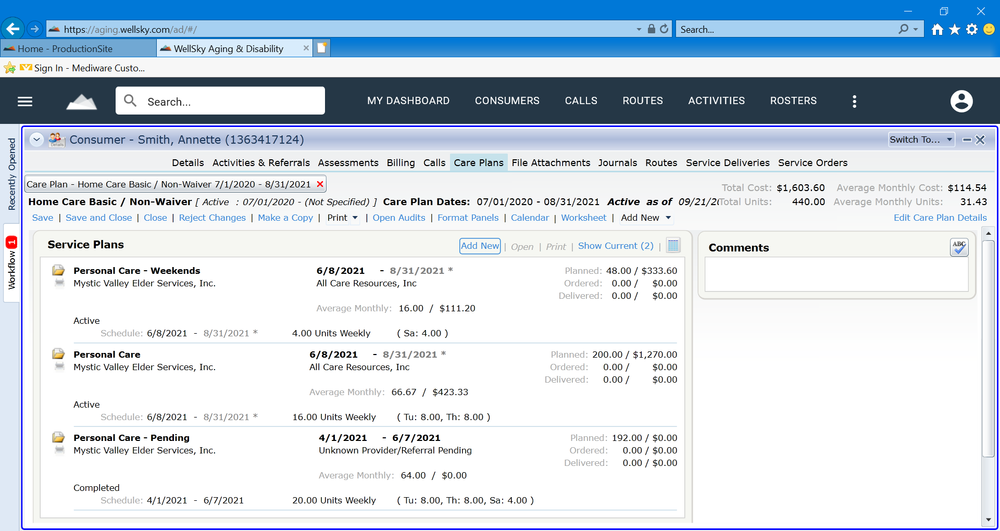 https://aging.wellsky.com/ad/#/
Search...
Home - ProductionSite
WellSky Aging & Disability
Sign In - Mediware Custo...
Search...
MY DASHBOARD CONSUMERS CALLS ROUTES ACTIVITIES ROSTERS
Recently Opened
Workflow 1
Consumer - Smith, Annette (1363417124)
Switch To...
Details Activities & Referrals Assessments Billing Calls Care Plans File Attachments Journals Routes Service Deliveries Service Orders
Care Plan - Home Care Basic / Non-Waiver 7/1/2020 - 8/31/2021
Total Cost: $1,603.60 Average Monthly Cost: $114.54
Home Care Basic / Non-Waiver [ Active : 07/01/2020 - (Not Specified) ] Care Plan Dates: 07/01/2020 - 08/31/2021 Active as of 09/21/20
Total Units: 440.00 Average Monthly Units: 31.43
Save | Save and Close | Close | Reject Changes | Make a Copy | Print | Open Audits | Format Panels | Calendar | Worksheet | Add New
Edit Care Plan Details
Service Plans
Add New | Open | Print | Show Current (2) |
Personal Care - Weekends 6/8/2021 - 8/31/2021 * Planned: 48.00 / $333.60
Mystic Valley Elder Services, Inc. All Care Resources, Inc Ordered: 0.00 / $0.00
Delivered: 0.00 / $0.00
Average Monthly: 16.00 / $111.20
Active
Schedule: 6/8/2021 - 8/31/2021 * 4.00 Units Weekly ( Sa: 4.00 )
Personal Care 6/8/2021 - 8/31/2021 * Planned: 200.00 / $1,270.00
Mystic Valley Elder Services, Inc. All Care Resources, Inc Ordered: 0.00 / $0.00
Delivered: 0.00 / $0.00
Average Monthly: 66.67 / $423.33
Active
Schedule: 6/8/2021 - 8/31/2021 * 16.00 Units Weekly ( Tu: 8.00, Th: 8.00 )
Personal Care - Pending 4/1/2021 - 6/7/2021 Planned: 192.00 / $0.00
Mystic Valley Elder Services, Inc. Unknown Provider/Referral Pending Ordered: 0.00 / $0.00
Delivered: 0.00 / $0.00
Average Monthly: 64.00 / $0.00
Completed
Schedule: 4/1/2021 - 6/7/2021 20.00 Units Weekly ( Tu: 8.00, Th: 8.00, Sa: 4.00 )
Comments
ABC